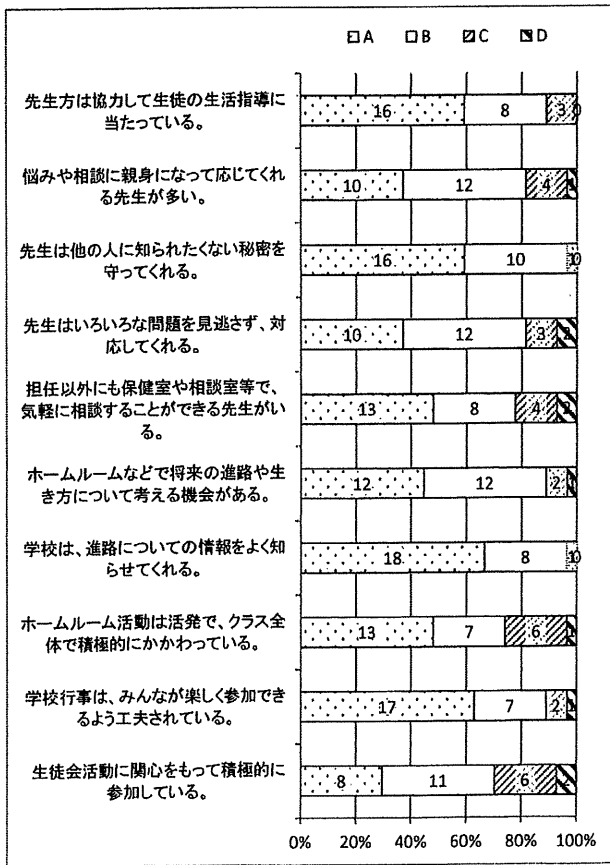 A B C D
先生方は協力して生徒の生活指導に
当たっている。
16 8 3 0
悩みや相談に親身になって応じてくれ
る先生が多い。
10 12 4 1
先生は他の人に知られたくない秘密を
守ってくれる。
16 10 1 0
先生はいろいろな問題を見逃さず、対
応してくれる。
10 12 3 2
担任以外にも保健室や相談室等で、
気軽に相談することができる先生がい
る。
13 8 4 2
ホームルームなどで将来の進路や生
き方について考える機会がある。
12 12 2 1
学校は、進路についての情報をよく知
らせてくれる。
18 8 1 0
ホームルーム活動は活発で、クラス全
体で積極的にかかわっている。
13 7 6 1
学校行事は、みんなが楽しく参加でき
るよう工夫されている。
17 7 2 1
生徒会活動に関心をもって積極的に
参加している。
8 11 6 2
0% 20% 40% 60% 80% 100%